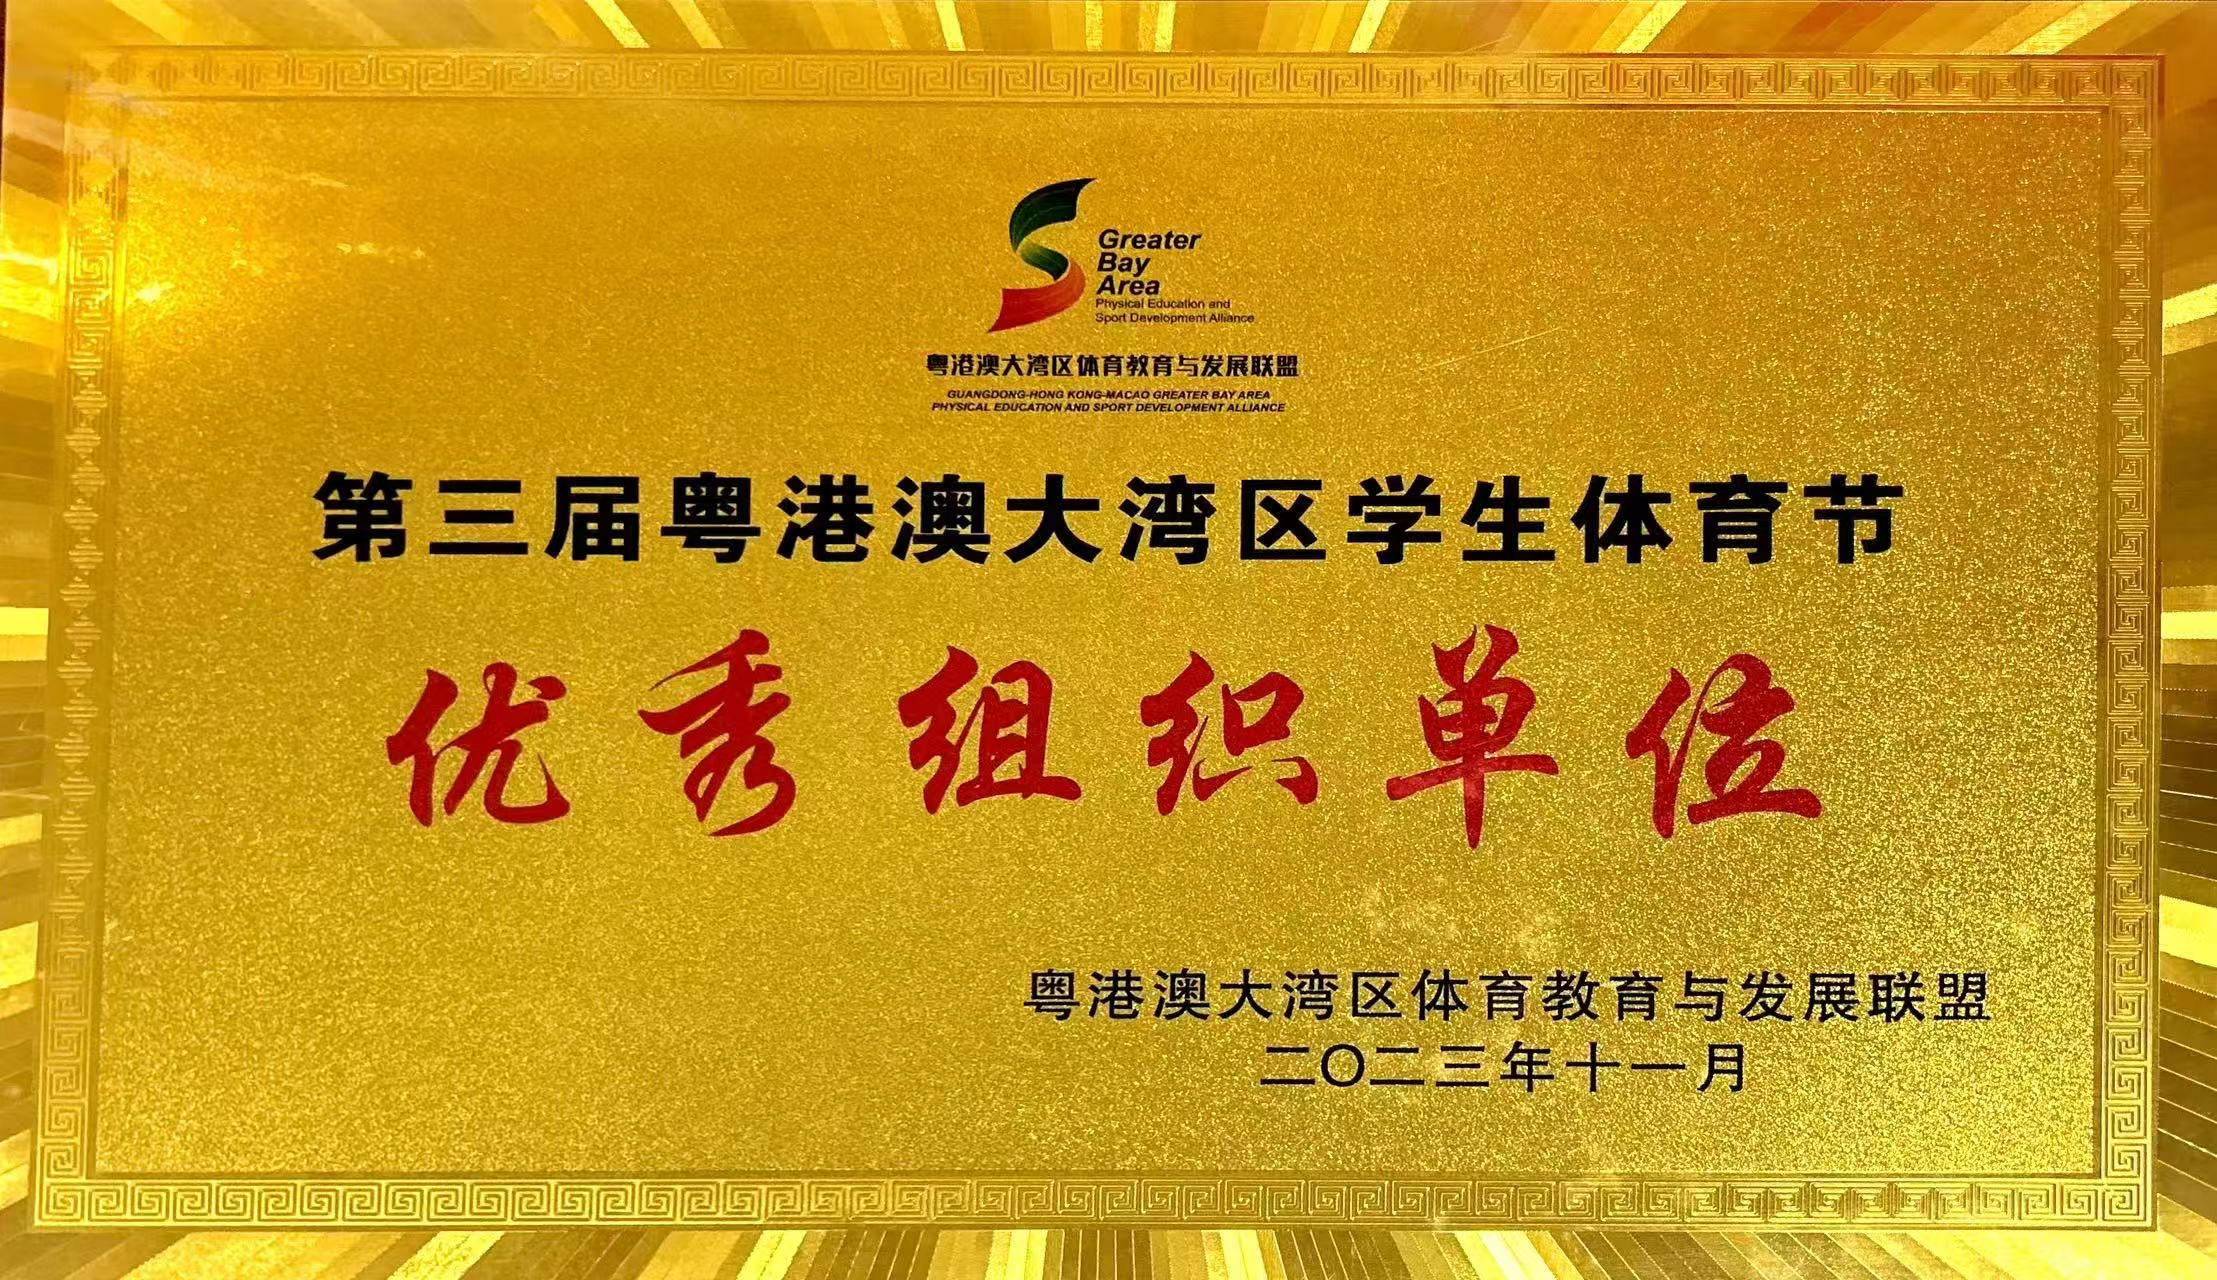 Greater
Bay
Area
Physical Education and
Sport Development Alliance
粤港澳大湾区体育教育与发展联盟
GUANGDONG-HONG KONG-MACAO GREATER BAY AREA
PHYSICAL EDUCATION AND SPORT DEVELOPMENT ALLIANCE
第三届粤港澳大湾区学生体育节
优秀组织单位
粤港澳大湾区体育教育与发展联盟
二〇二三年十一月